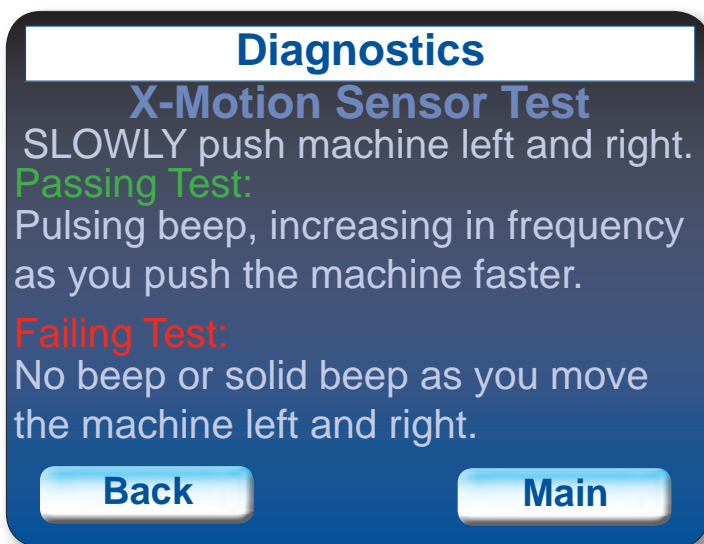 Diagnostics
X-Motion Sensor Test
SLOWLY push machine left and right.
Passing Test:
Pulsing beep, increasing in frequency
as you push the machine faster.
Failing Test:
No beep or solid beep as you move
the machine left and right.
Back
Main